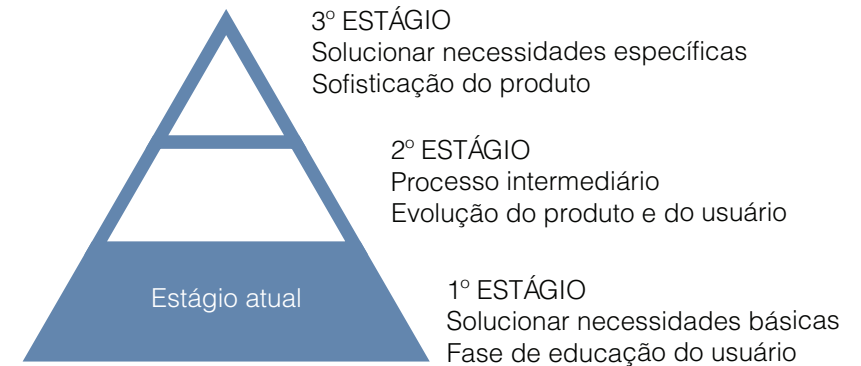 3º ESTÁGIO
Solucionar necessidades específicas
Sofisticação do produto
2º ESTÁGIO
Processo intermediário
Evolução do produto e do usuário
Estágio atual
1º ESTÁGIO
Solucionar necessidades básicas
Fase de educação do usuário